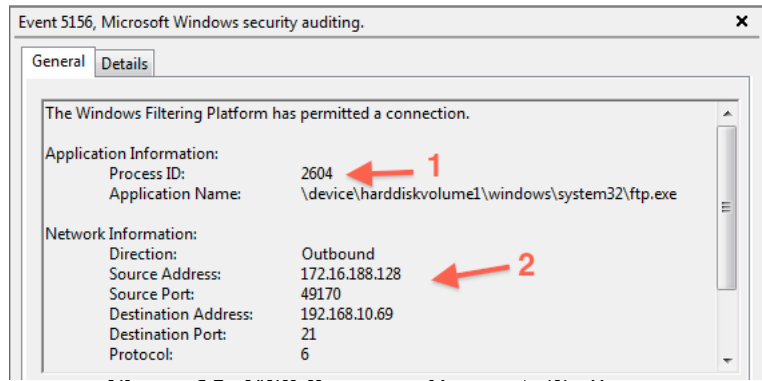 Event 5156, Microsoft Windows security auditing.
General Details
The Windows Filtering Platform has permitted a connection.
Application Information:
Process ID: 2604 1
Application Name: \device\harddiskvolume1\windows\system32\ftp.exe
Network Information:
Direction: Outbound
Source Address: 172.16.188.128 2
Source Port: 49170
Destination Address: 192.168.10.69
Destination Port: 21
Protocol: 6